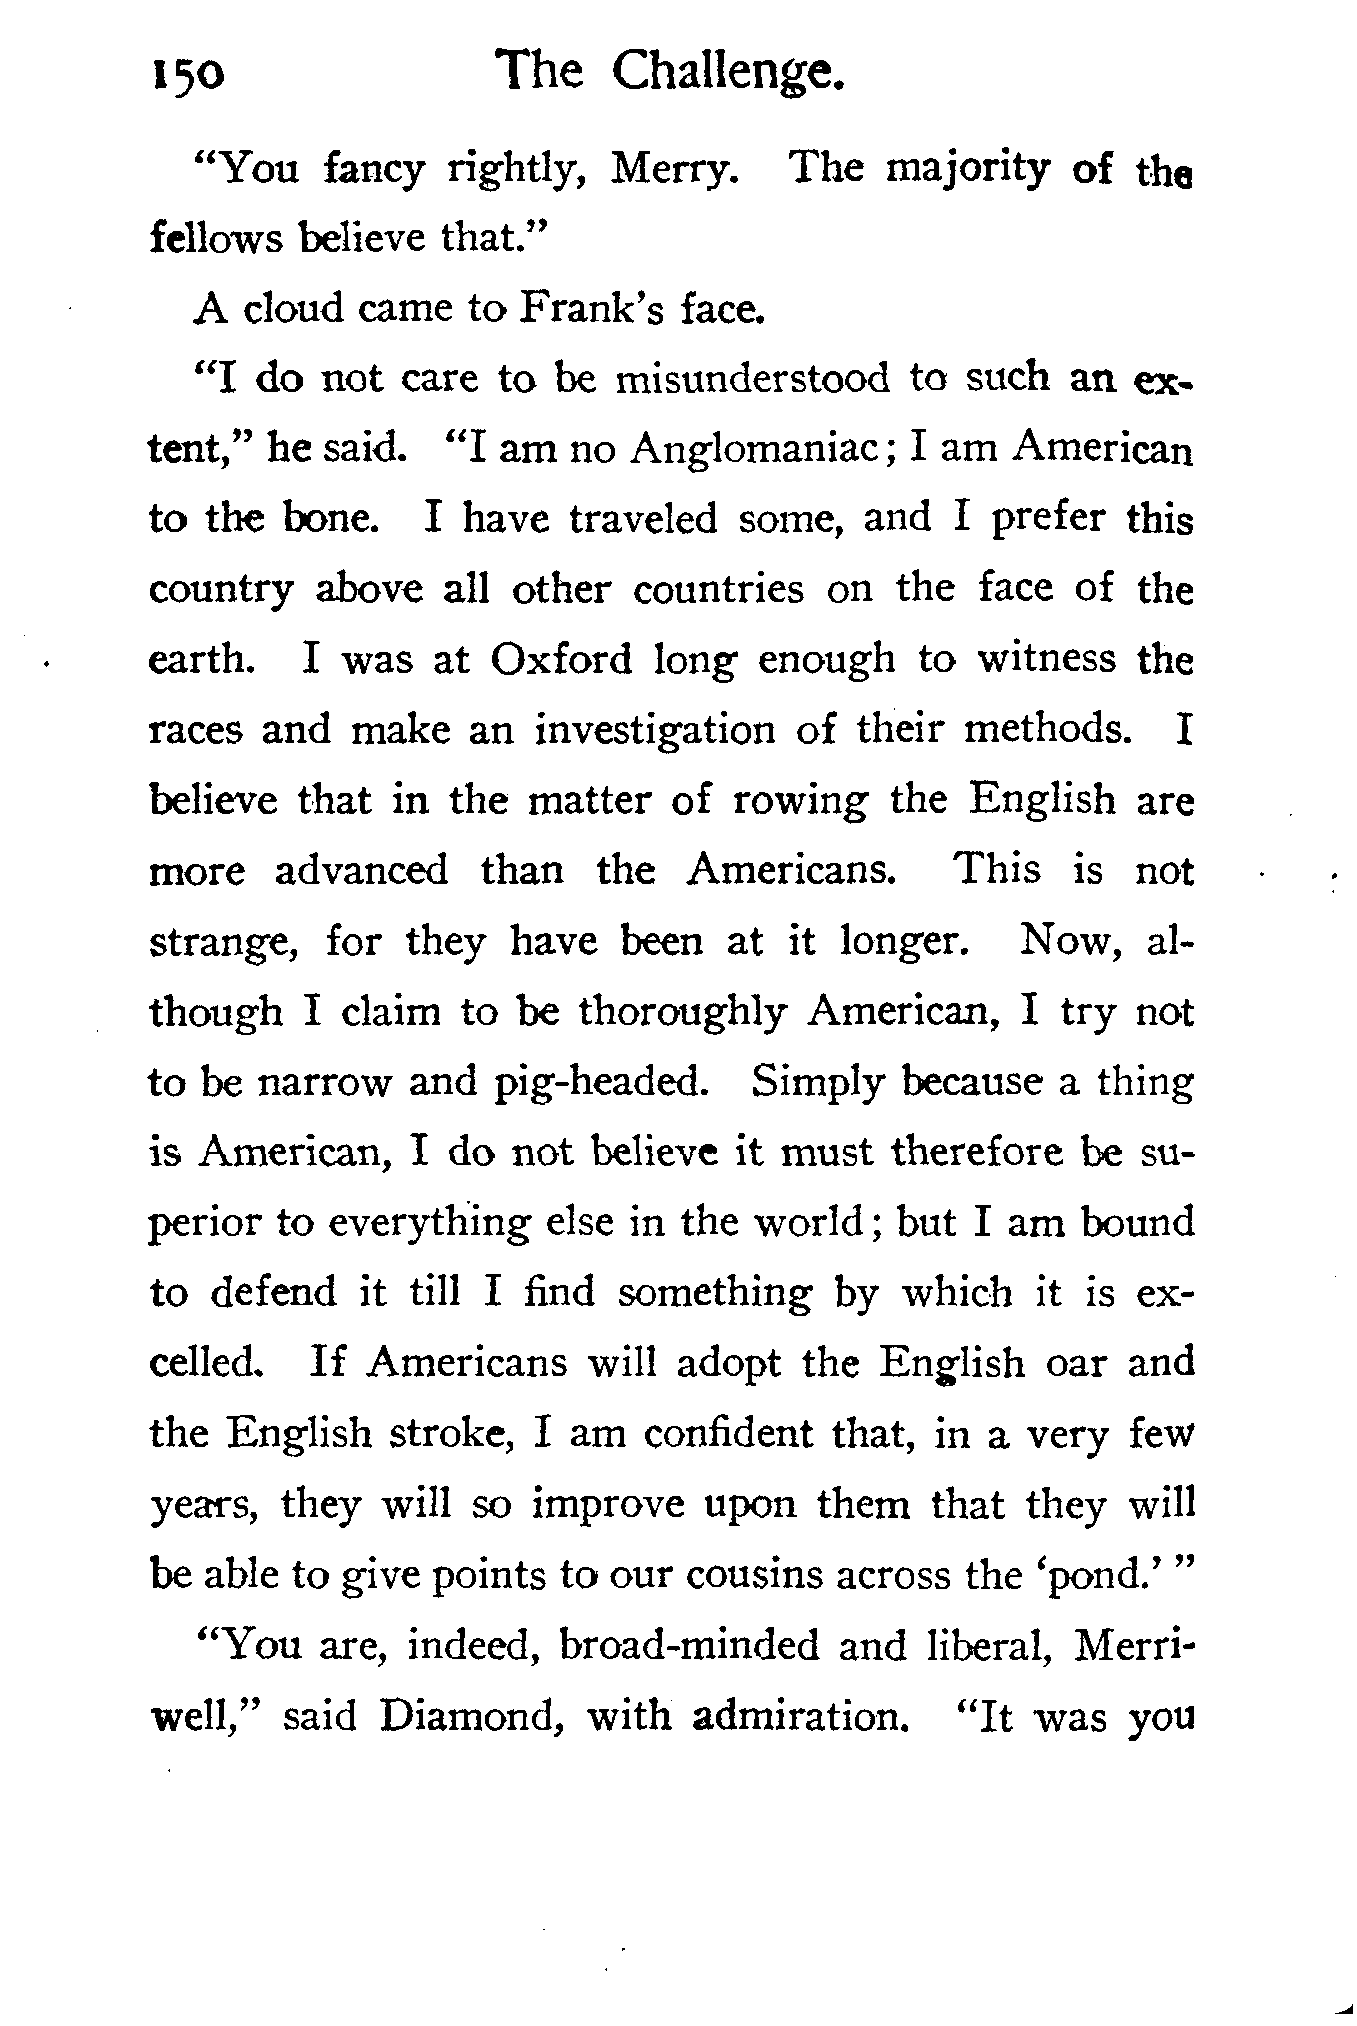 150 The Challenge.
“You fancy rightly, Merry. The majority of the
fellows believe that.”
A cloud came to Frank’s face.
“I do not care to be misunderstood to such an ex-
tent,” he said. “I am no Anglomaniac; I am American
to the bone. I have traveled some, and I prefer this
country above all other countries on the face of the
earth. I was at Oxford long enough to witness the
races and make an investigation of their methods. I
believe that in the matter of rowing the English are
more advanced than the Americans. This is not
strange, for they have been at it longer. Now, al-
though I claim to be thoroughly American, I try not
to be narrow and pig-headed. Simply because a thing
is American, I do not believe it must therefore be su-
perior to everything else in the world; but I am bound
to defend it till I find something by which it is ex-
celled. If Americans will adopt the English oar and
the English stroke, I am confident that, in a very few
years, they will so improve upon them that they will
be able to give points to our cousins across the ‘pond.’ ”
“You are, indeed, broad-minded and liberal, Merri-
well,” said Diamond, with admiration. “It was you